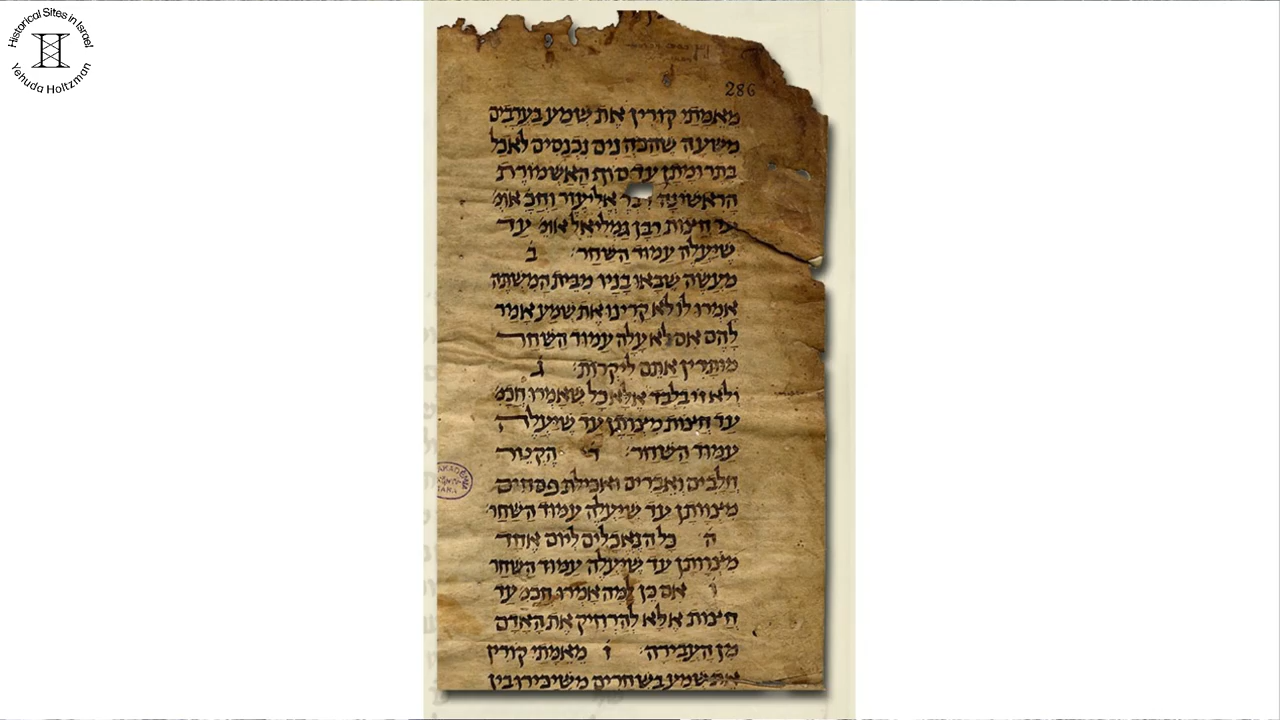 Historical Sites in Israel
Yehuda Holtzman
286
מאמתי קורין את שמע בערבים
משעה שהכהנים נכנסים לאכל
בתרומתן עד סוף האשמורת
הראשונה דבר אליעזר וחכ אומ׳
עד חצות רבן גמליאל אומ׳ עד
שיעלה עמוד השחר׳ ב
מעשה שבאו בניו מבית המשתה
אמרו לו לא קרינו את שמע אמר
להם אם לא עלה עמוד השחר
מותרין אתם ליקרות׳ ג
ולא זו בלבד אלא כל שאמרו חכמ׳
עד חצות מצותן עד שיעלה
עמוד השחר׳ ד הקטר
חלבים ואברים ואכילת פסחים
מצוותן עד שיעלה עמוד השחר
ה כל הנאכלים ליום אחד
מצוותן עד שיעלה עמוד השחר
אם כן למה אמרו חכמ׳ עד
חצות אלא להרחיק את האדם
מן העבירה׳ ו מאמתי קורין
את שמע בשחרים משיכירו בין